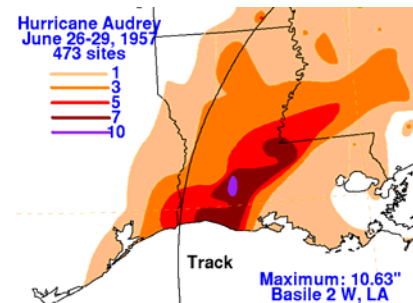 Hurricane Audrey
June 26-29, 1957
473 sites
1
3
5
7
10
Track
Maximum: 10.63"
Basile 2 W, LA